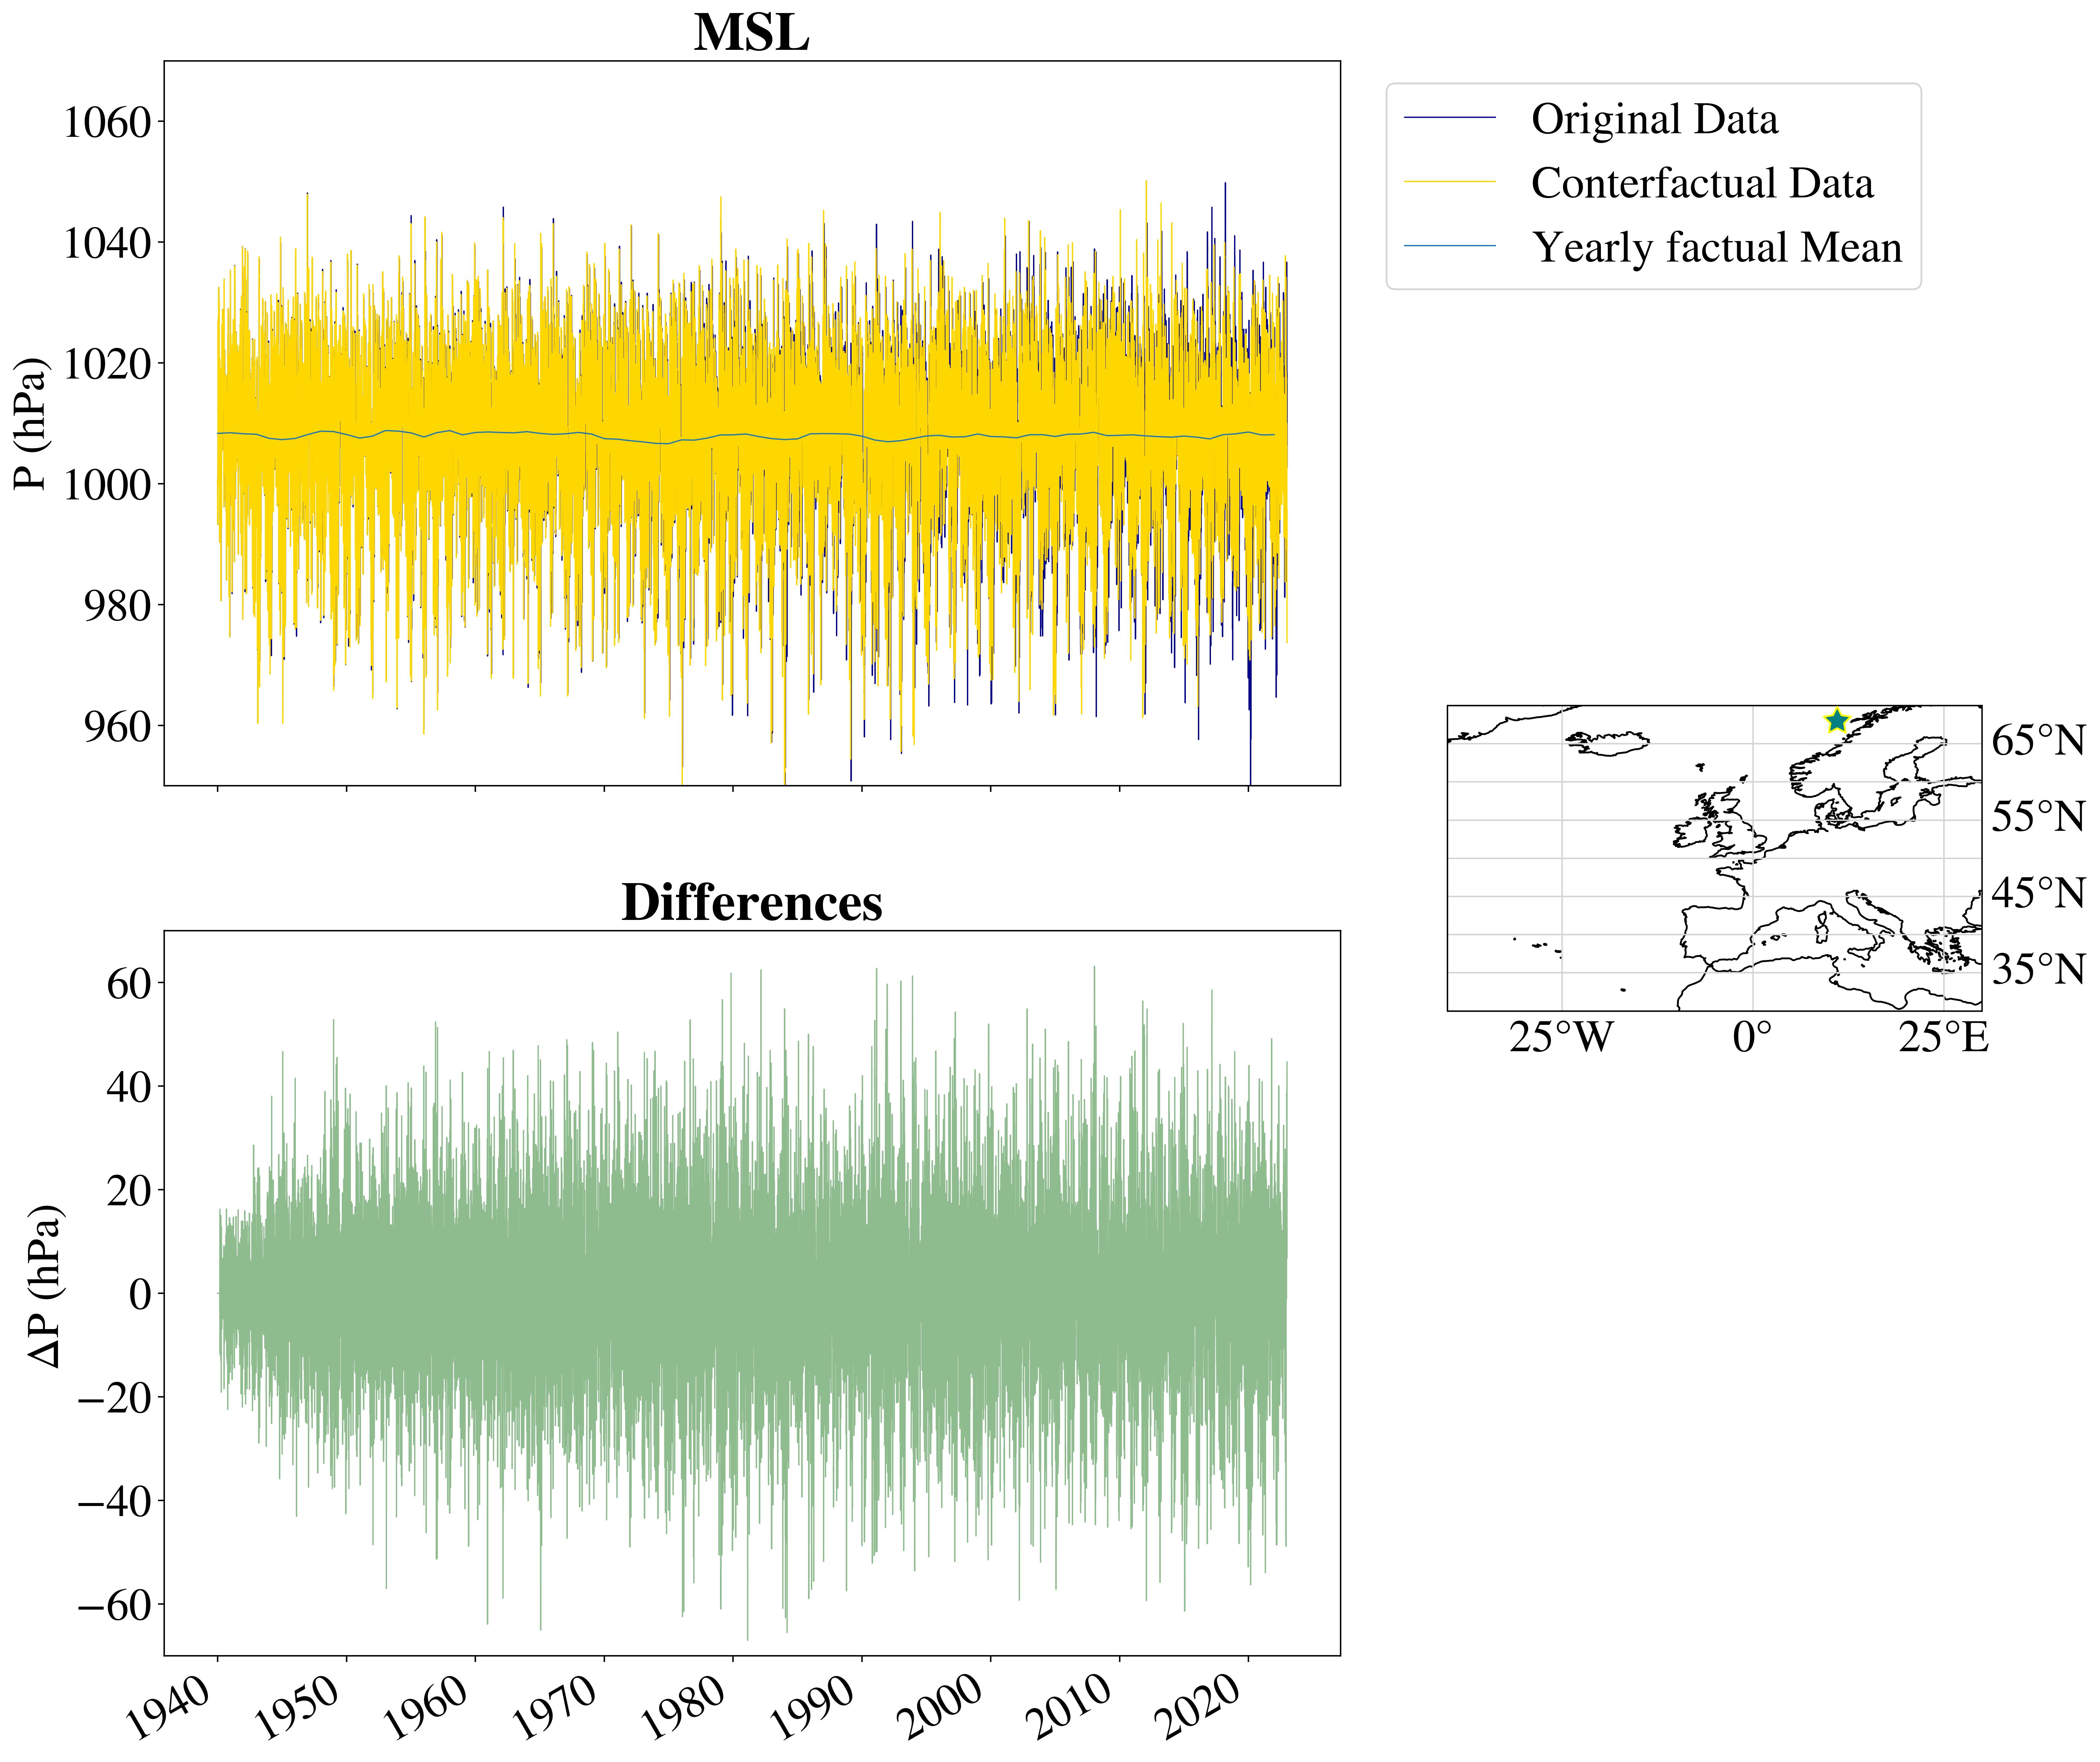 MSL
P (hPa)
1060
1040
1020
1000
980
960
Original Data
Conterfactual Data
Yearly factual Mean
65°N
55°N
45°N
35°N
25°W 0° 25°E
Differences
ΔP (hPa)
60
40
20
0
−20
−40
−60
1940 1950 1960 1970 1980 1990 2000 2010 2020